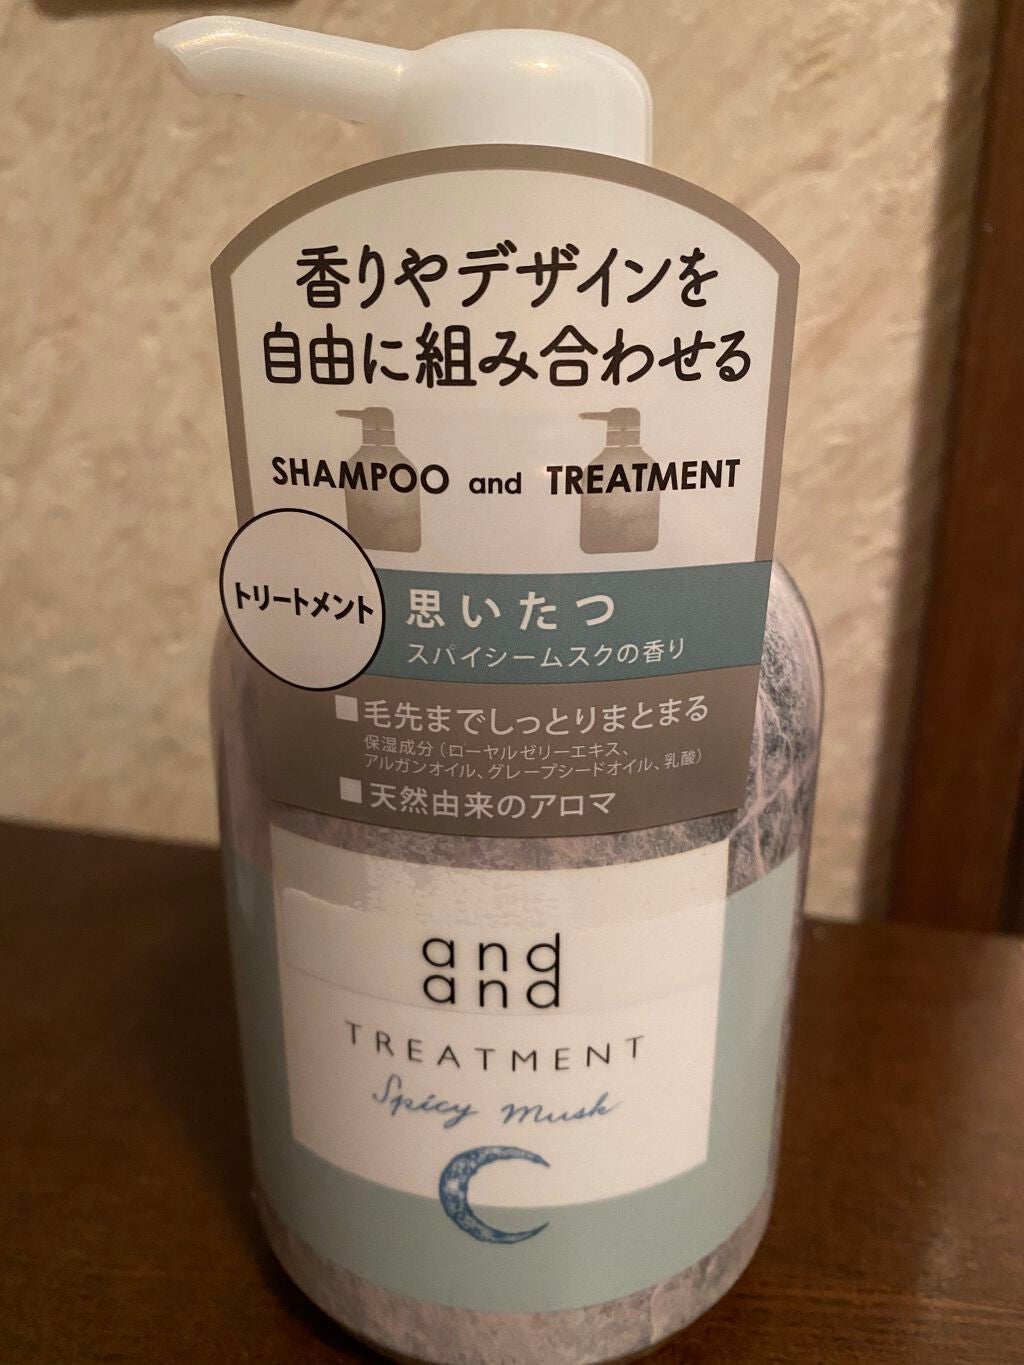 香りやデザインを
自由に組み合わせる
SHAMPOO and TREATMENT
トリートメント
思いたつ
スパイシームスクの香り
■毛先までしっとりまとまる
保湿成分（ローヤルゼリーエキス、
アルガンオイル、グレープシードオイル、乳酸）
■天然由来のアロマ
and
and
TREATMENT
Spicy Musk